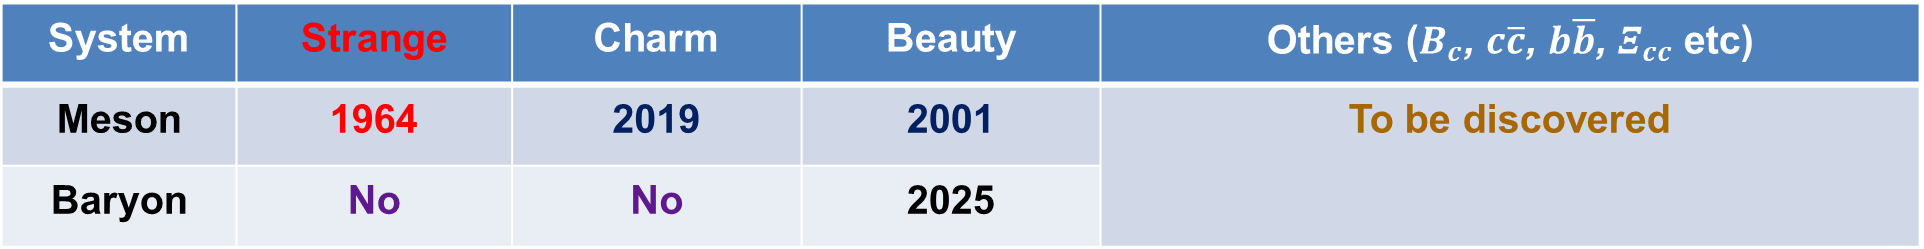 System Strange Charm Beauty Others (B_c, cc̄, bb̄, Ξ_cc etc)
Meson 1964 2019 2001 To be discovered
Baryon No No 2025